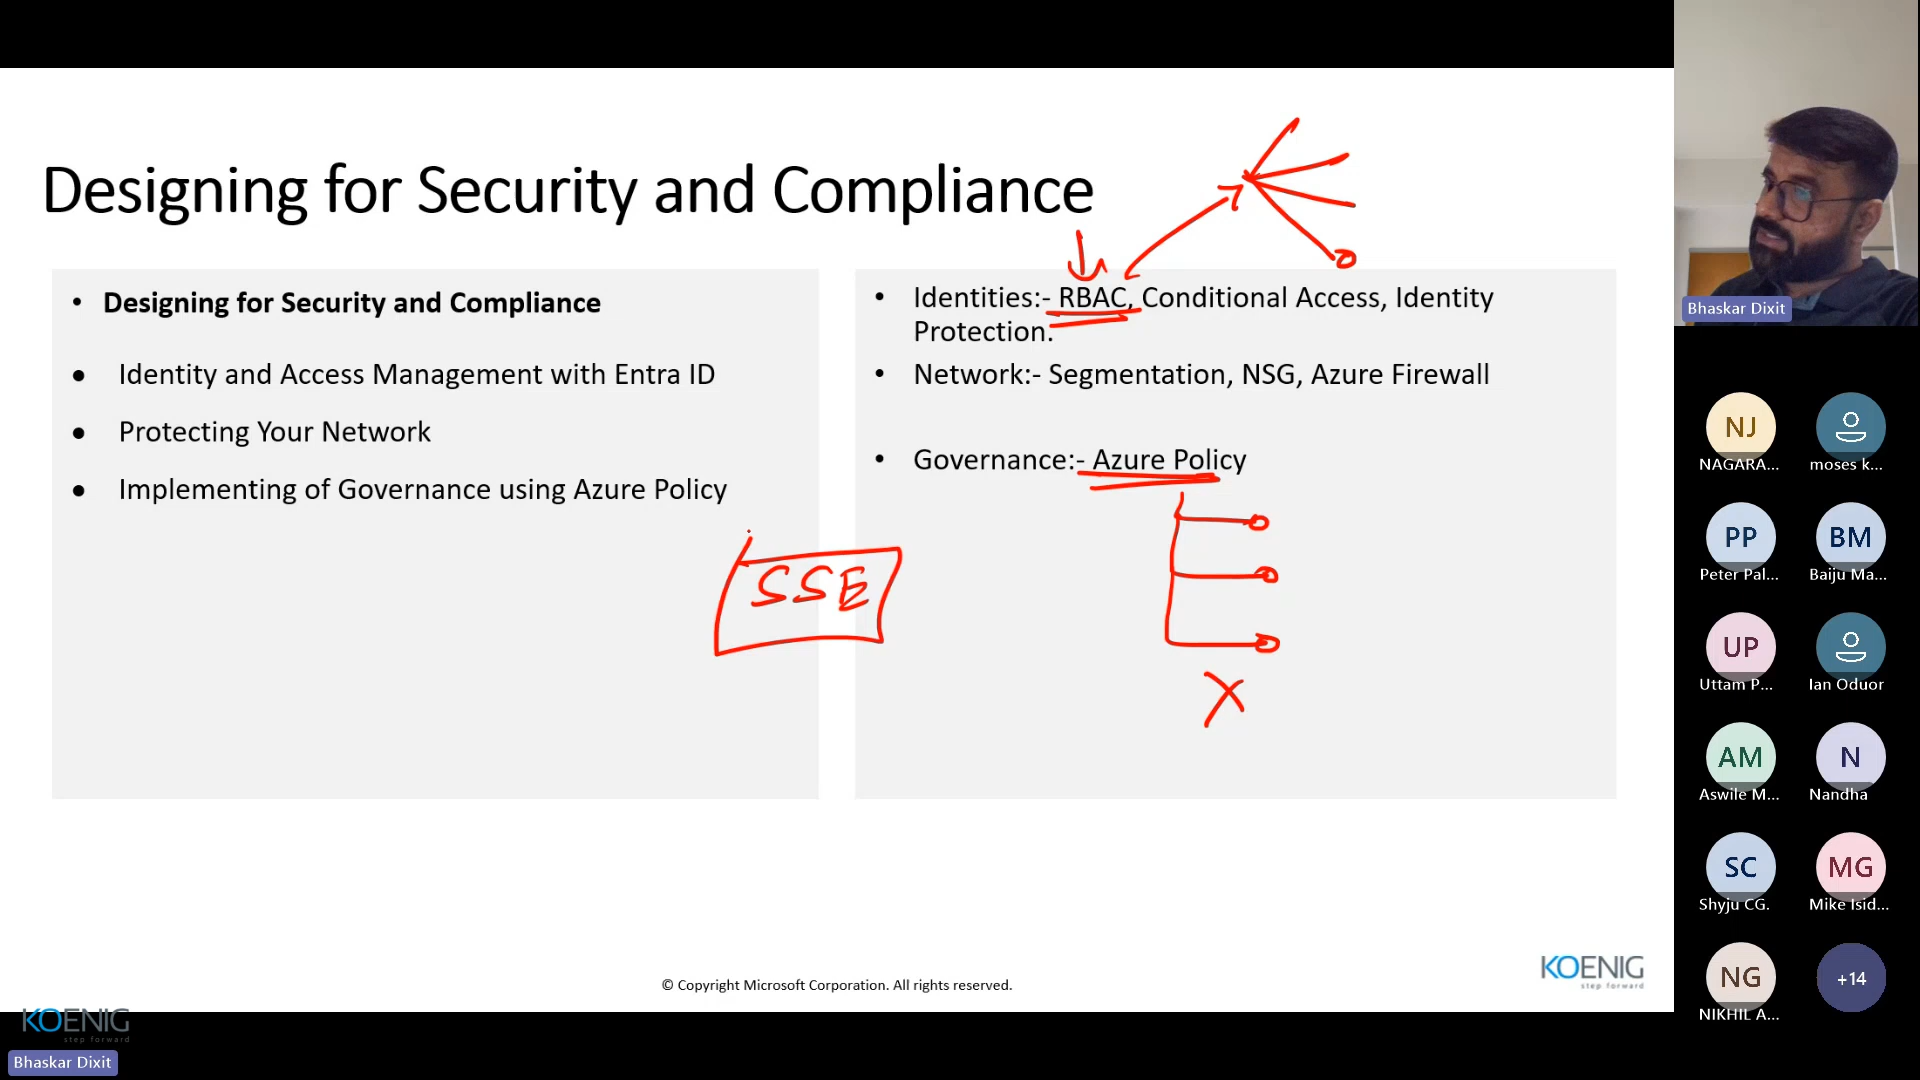 Designing for Security and Compliance
• Designing for Security and Compliance
• Identity and Access Management with Entra ID
• Protecting Your Network
• Implementing of Governance using Azure Policy
• Identities:- RBAC, Conditional Access, Identity
Protection.
• Network:- Segmentation, NSG, Azure Firewall
• Governance:- Azure Policy
SSE
X
© Copyright Microsoft Corporation. All rights reserved.
KOENIG
step forward
KOENIG
step forward
Bhaskar Dixit
Bhaskar Dixit
NJ
NAGARA...
moses k...
PP
Peter Pal...
BM
Baiju Ma...
UP
Uttam P...
Ian Oduor
AM
Aswile M...
N
Nandha
SC
Shyju CG.
MG
Mike Isid...
NG
NIKHIL A...
+14